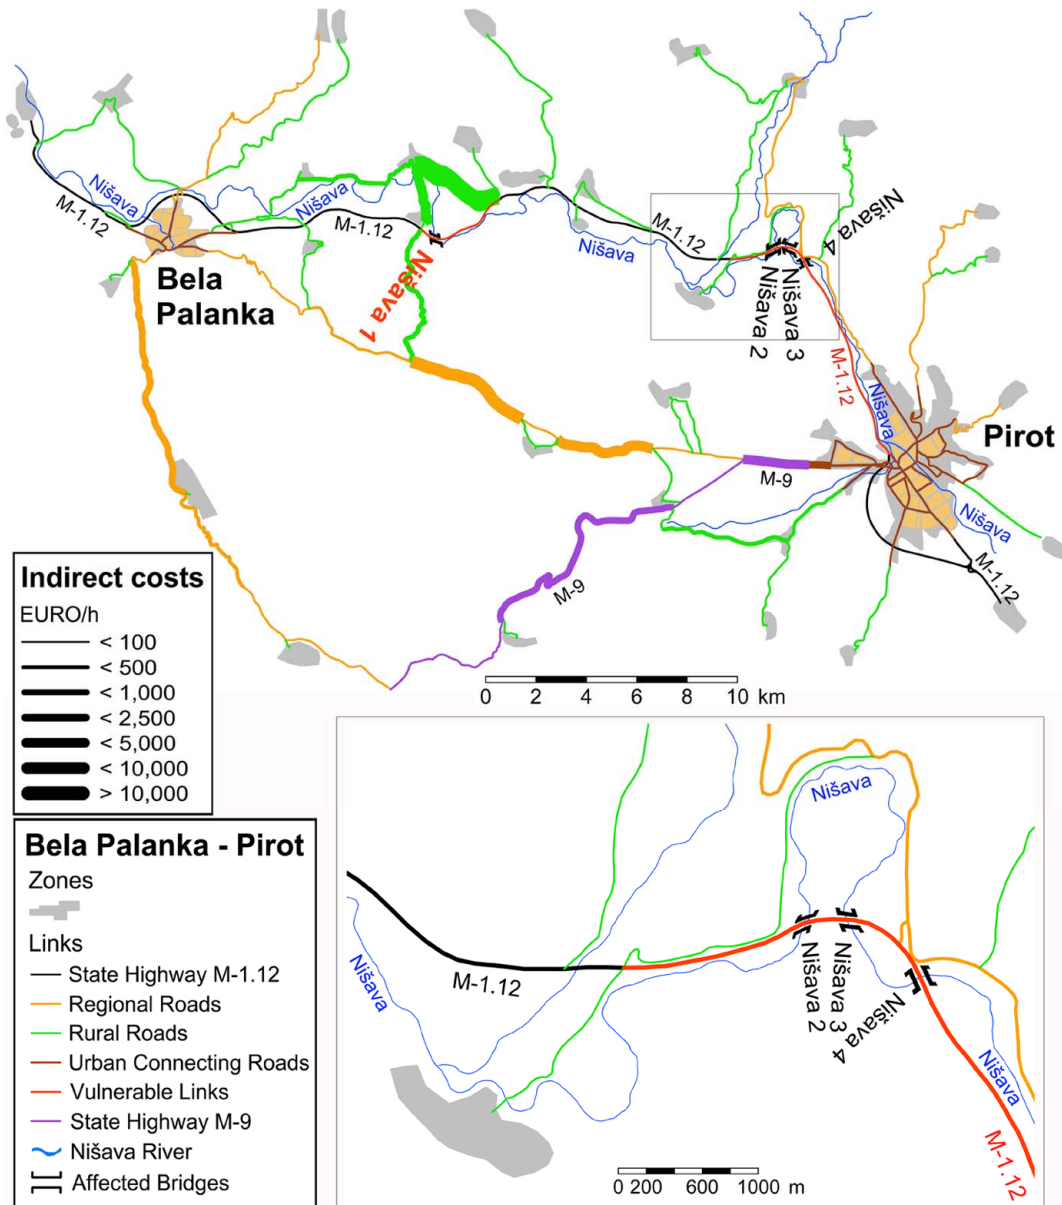 Nišava
M-1.12
Nišava
M-1.12
Bela
Palanka
Nišava 1
Nišava
M-1.12
Nišava 4
Nišava 3
Nišava 2
M-1.12
Nišava
Pirot
M-9
Nišava
M-1.12
M-9
0 2 4 6 8 10 km
Indirect costs
EURO/h
< 100
< 500
< 1,000
< 2,500
< 5,000
< 10,000
> 10,000
Bela Palanka - Pirot
Zones
Links
State Highway M-1.12
Regional Roads
Rural Roads
Urban Connecting Roads
Vulnerable Links
State Highway M-9
Nišava River
Affected Bridges
Nišava
Nišava
M-1.12
Nišava 2
Nišava 3
Nišava 4
Nišava
M-1.12
0 200 600 1000 m